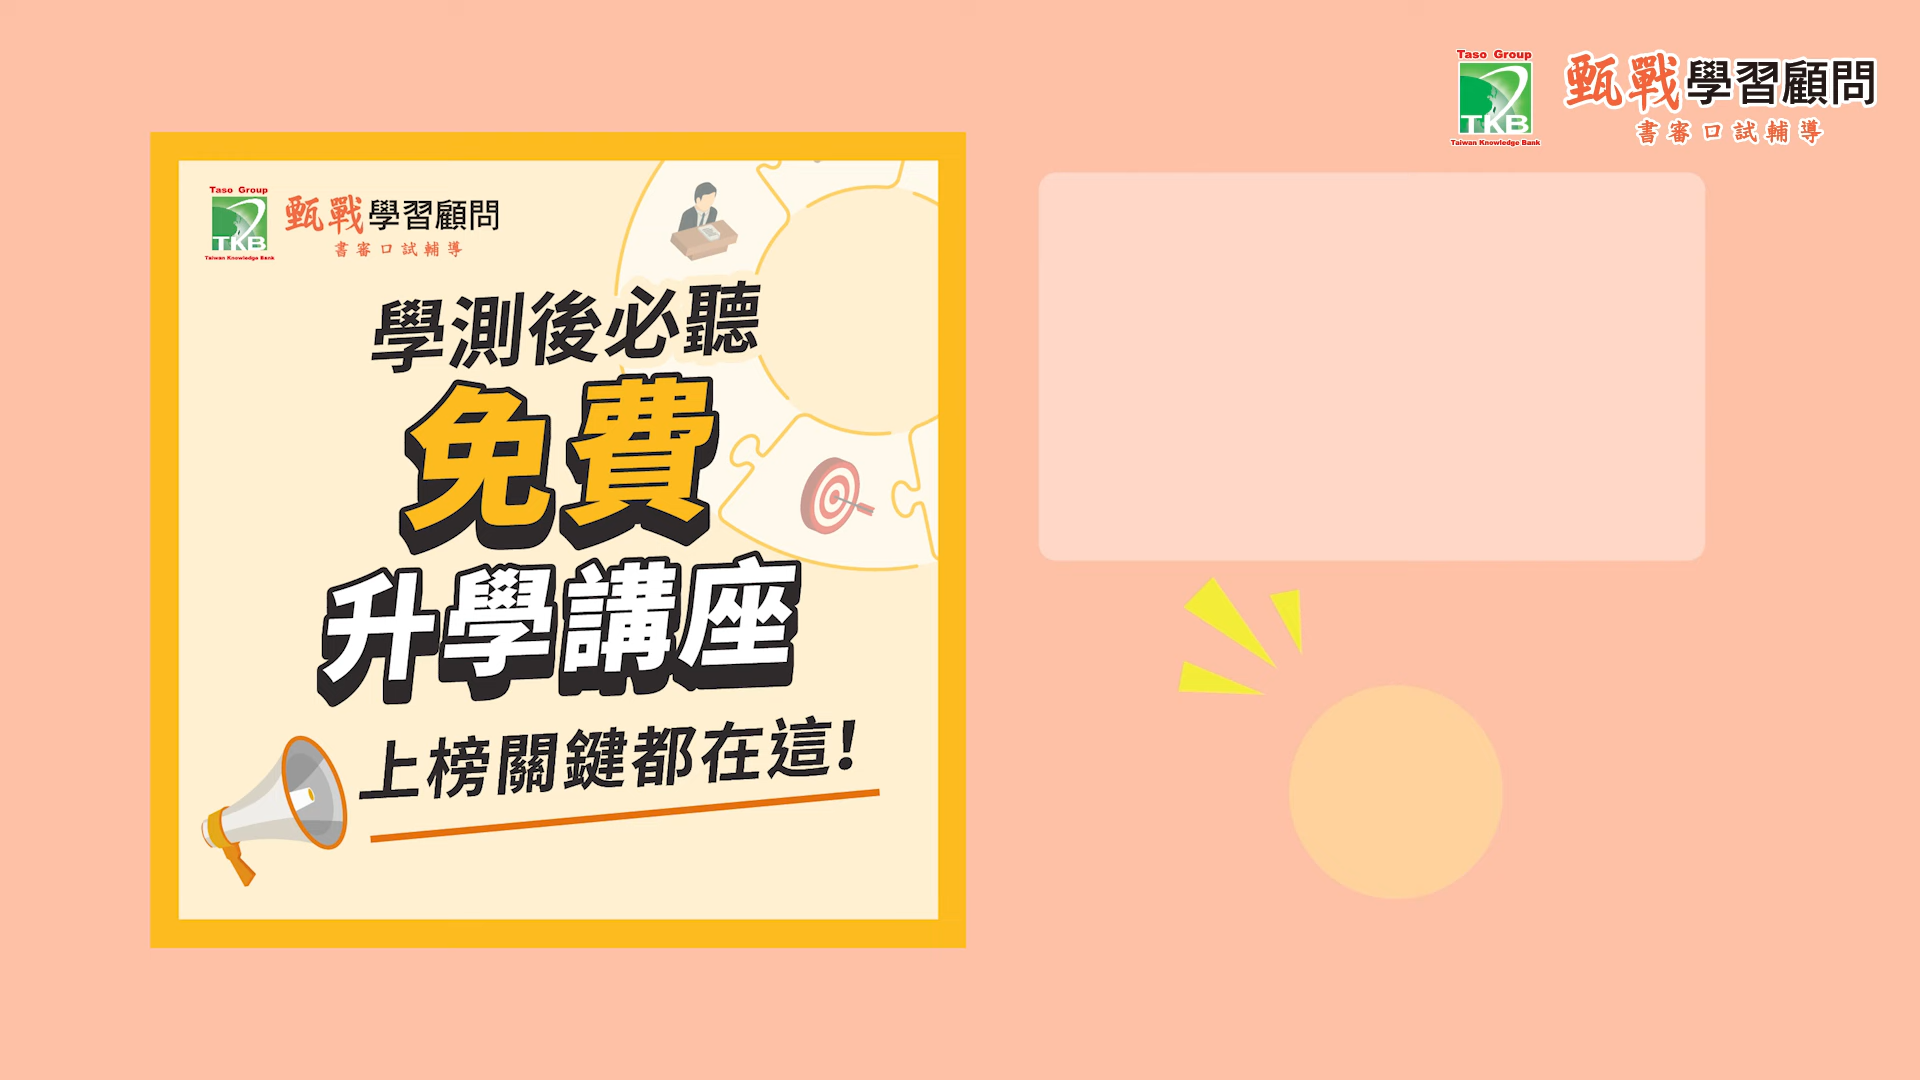 Taso Group
TKB
Taiwan Knowledge Bank
甄戰學習顧問
書審口試輔導
學測後必聽
免費
升學講座
上榜關鍵都在這!
Taso Group
TKB
Taiwan Knowledge Bank
甄戰學習顧問
書審口試輔導